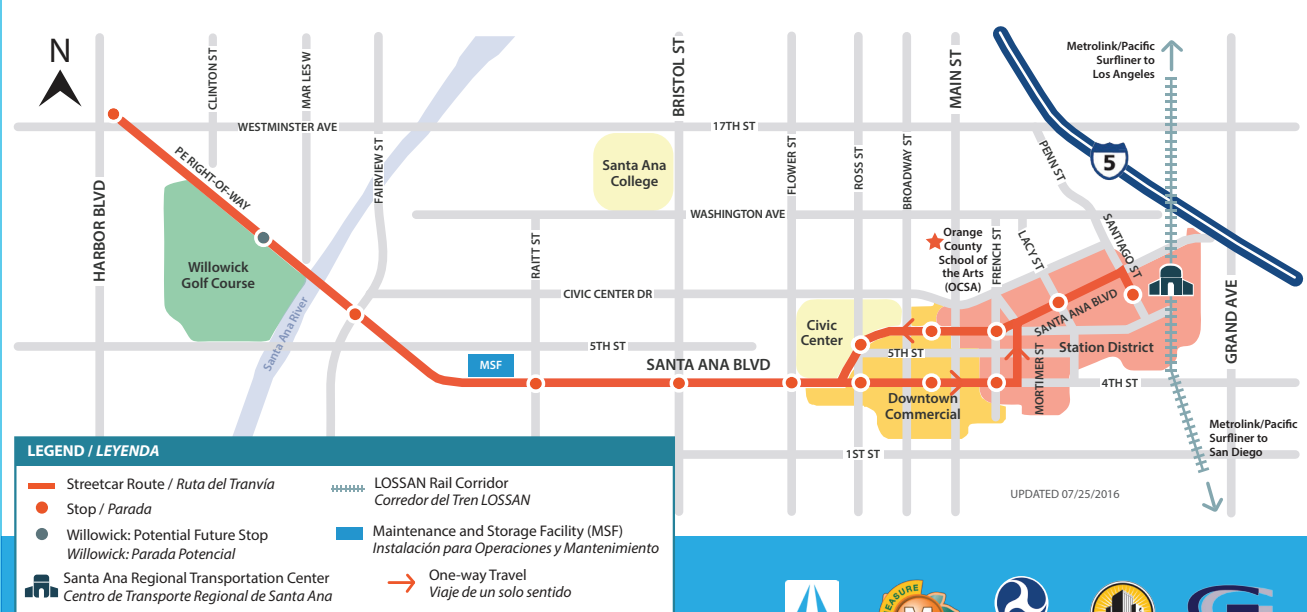 N
Metrolink/Pacific
Surfliner to
Los Angeles
HARBOR BLVD
CLINTON ST
MAR LES W
FAIRVIEW ST
WESTMINSTER AVE
PE RIGHT-OF-WAY
Willowick
Golf Course
Santa Ana River
BRISTOL ST
17TH ST
Santa Ana
College
WASHINGTON AVE
RAITT ST
CIVIC CENTER DR
5TH ST
MSF
SANTA ANA BLVD
FLOWER ST
ROSS ST
BROADWAY ST
MAIN ST
PENN ST
5
Orange
County
School of
the Arts
(OCSA)
FRENCH ST
LACY ST
SANTIAGO ST
GRAND AVE
Civic
Center
5TH ST
SANTA ANA BLVD
Station District
MORTIMER ST
4TH ST
Downtown
Commercial
1ST ST
Metrolink/Pacific
Surfliner to
San Diego
UPDATED 07/25/2016
LEGEND / LEYENDA
Streetcar Route / Ruta del Tranvía
Stop / Parada
Willowick: Potential Future Stop
Willowick: Parada Potencial
Santa Ana Regional Transportation Center
Centro de Transporte Regional de Santa Ana
LOSSAN Rail Corridor
Corredor del Tren LOSSAN
Maintenance and Storage Facility (MSF)
Instalación para Operaciones y Mantenimiento
One-way Travel
Viaje de un solo sentido